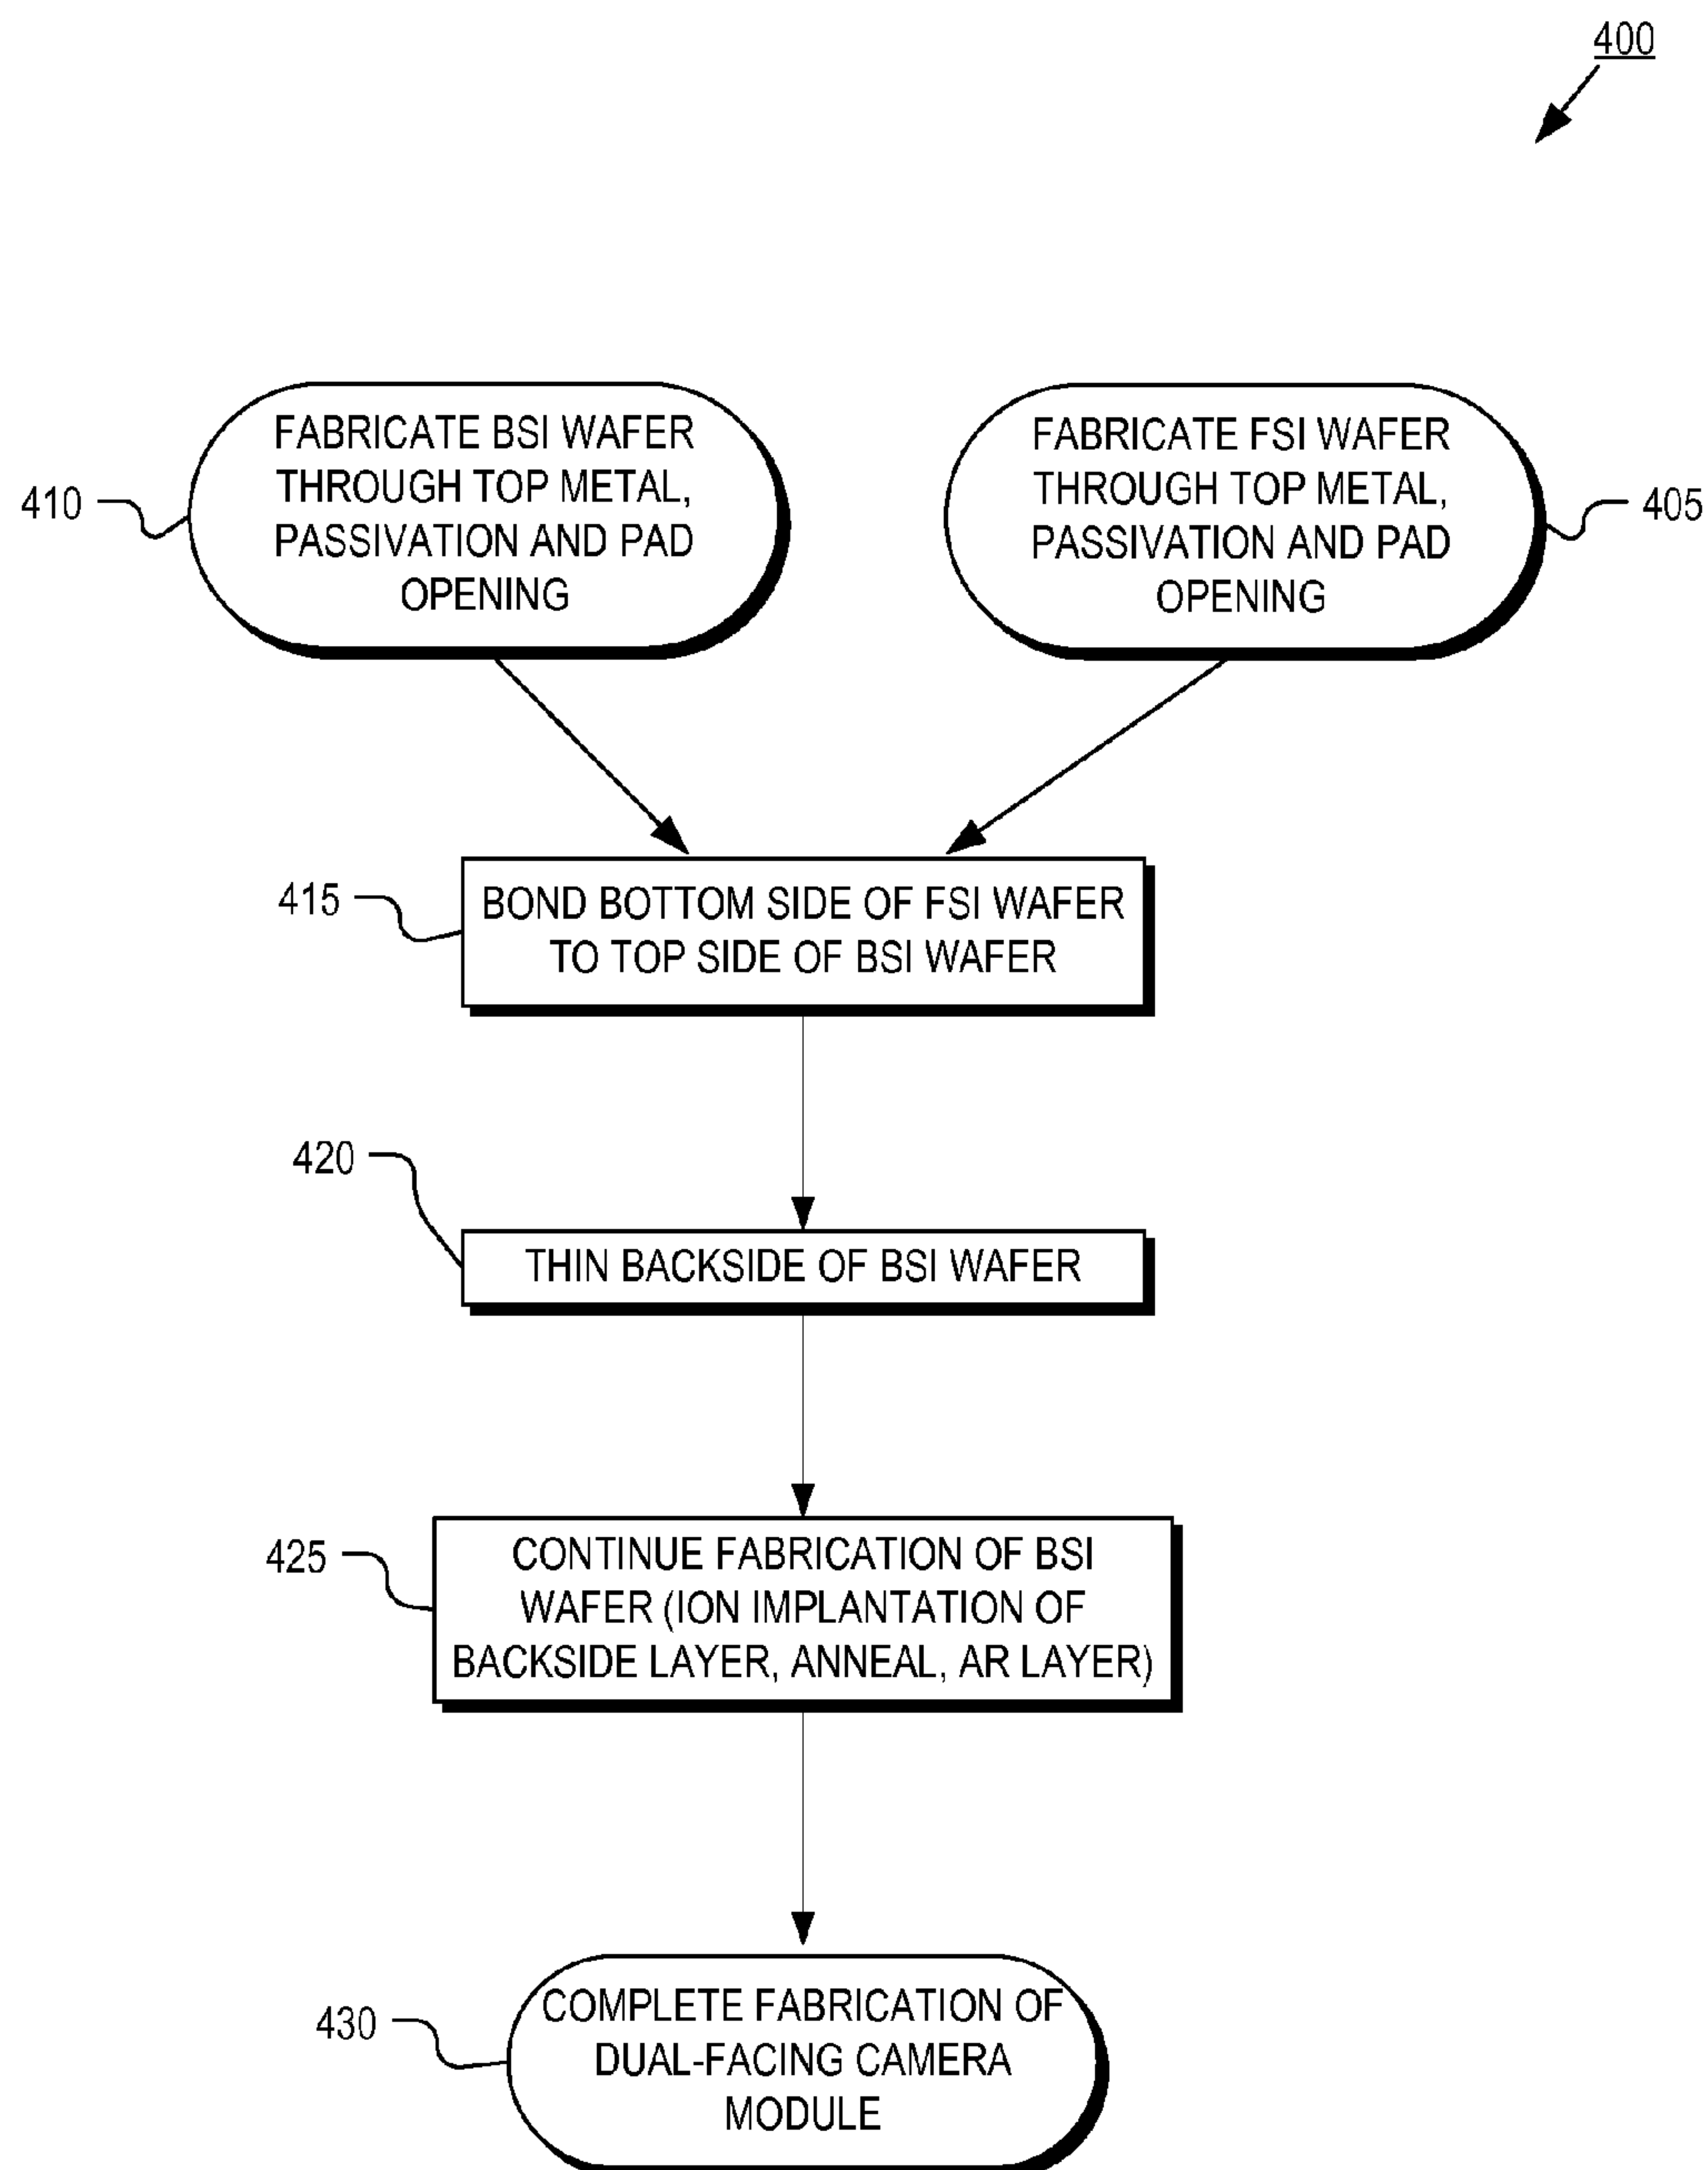 400
FABRICATE BSI WAFER
THROUGH TOP METAL,
PASSIVATION AND PAD
OPENING
410
FABRICATE FSI WAFER
THROUGH TOP METAL,
PASSIVATION AND PAD
OPENING
405
415
BOND BOTTOM SIDE OF FSI WAFER
TO TOP SIDE OF BSI WAFER
420
THIN BACKSIDE OF BSI WAFER
425
CONTINUE FABRICATION OF BSI
WAFER (ION IMPLANTATION OF
BACKSIDE LAYER, ANNEAL, AR LAYER)
430
COMPLETE FABRICATION OF
DUAL-FACING CAMERA
MODULE